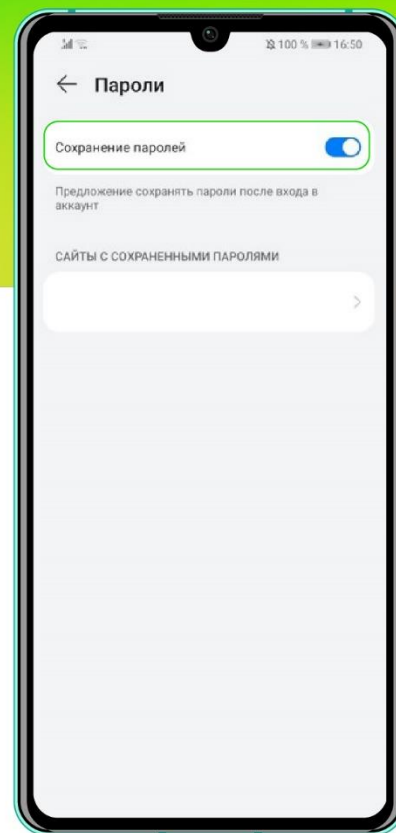 100 % 16:50
Пароли
Сохранение паролей
Предложение сохранять пароли после входа в
аккаунт
САЙТЫ С СОХРАНЕННЫМИ ПАРОЛЯМИ